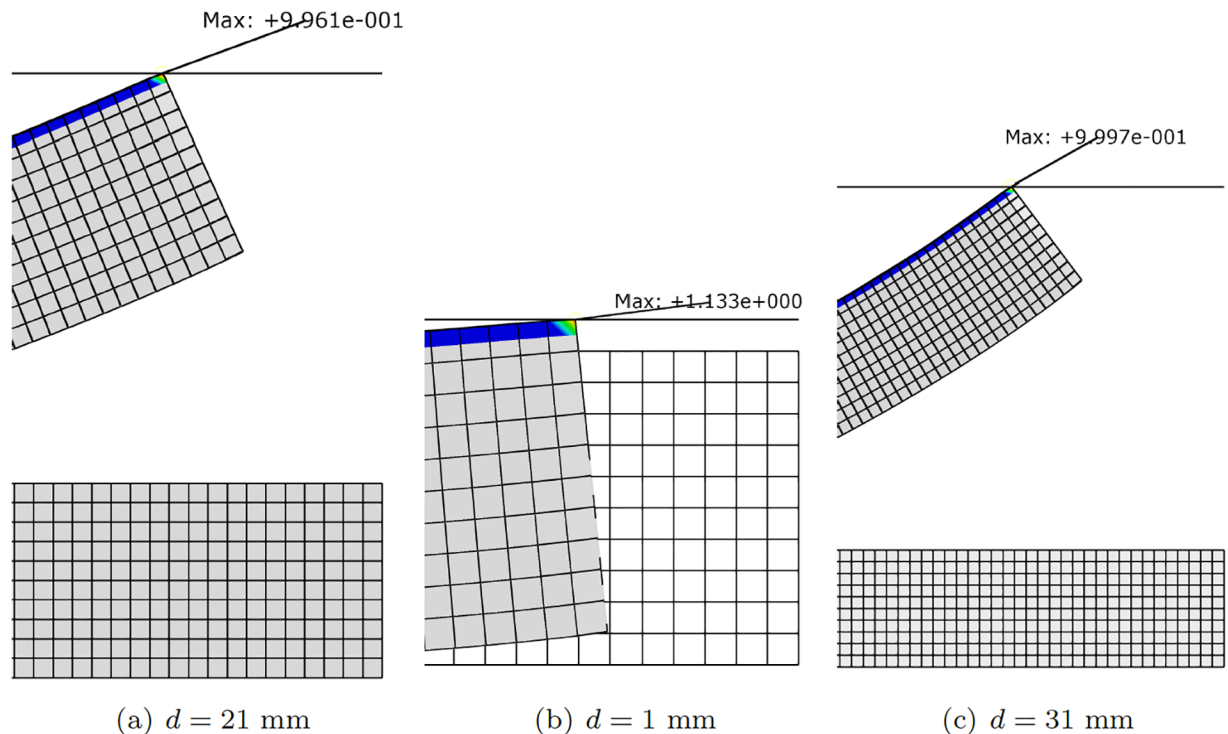 Max: +9.961e-001
Max: +9.997e-001
Max: +1.133e+000
(a) d = 21 mm
(b) d = 1 mm
(c) d = 31 mm